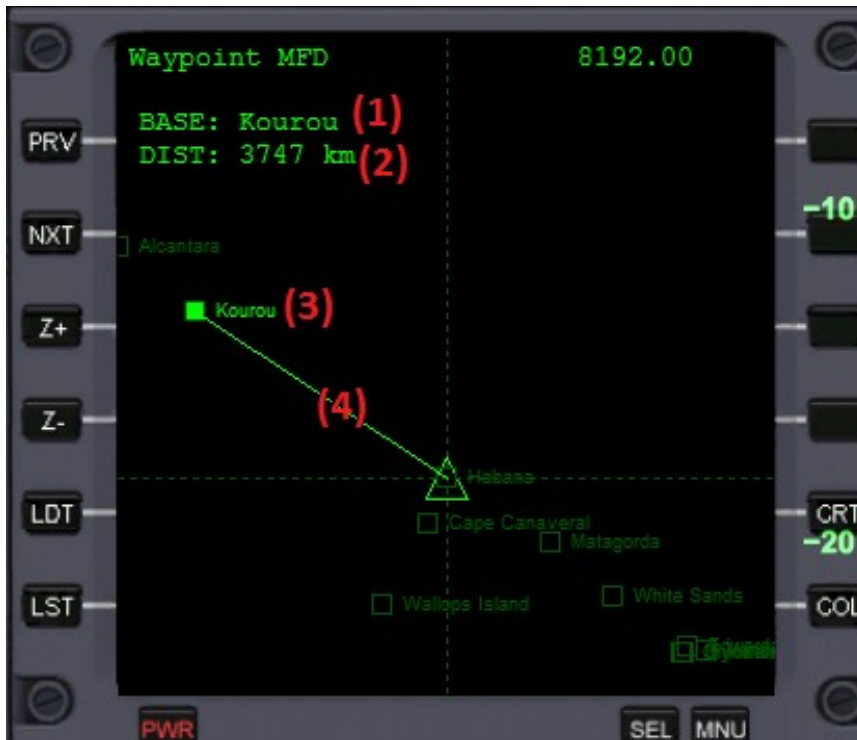 Waypoint MFD 8192.00
BASE: Kourou (1)
DIST: 3747 km (2)
PRV
-10
NXT
Alcantara
Kourou (3)
Z+
(4)
Z-
Habana
LDT
Cape Canaveral
CRT
Matagorda
-20
LST
Wallops Island
White Sands
COL
PWR
SEL MNU